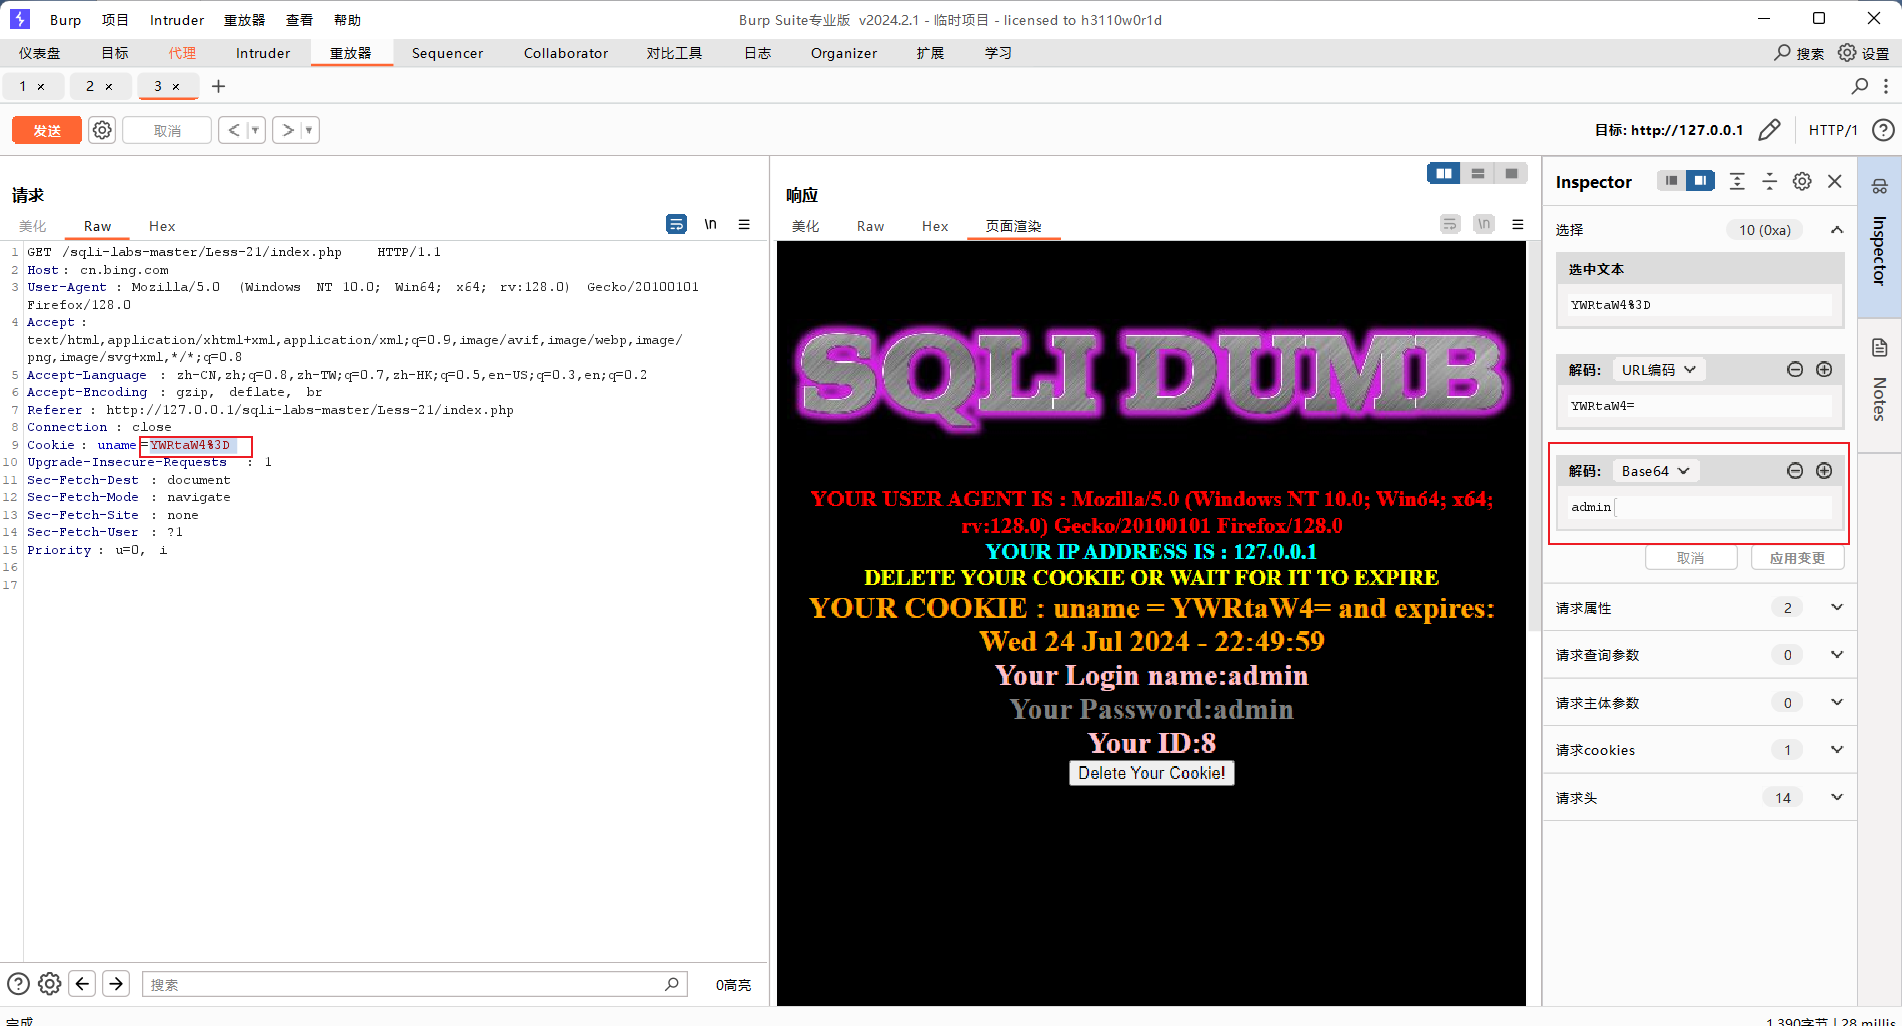 Burp 项目 Intruder 重放器 查看 帮助
Burp Suite专业版 v2024.2.1 - 临时项目 - licensed to h3110w0r1d
仪表盘 目标 代理 Intruder 重放器 Sequencer Collaborator 对比工具 日志 Organizer 扩展 学习
搜索 设置
1 × 2 × 3 × +
发送 取消 < >
目标: http://127.0.0.1 HTTP/1
请求
美化 Raw Hex
\n
1 GET /sqli-labs-master/Less-21/index.php HTTP/1.1
2 Host: cn.bing.com
3 User-Agent: Mozilla/5.0 (Windows NT 10.0; Win64; x64; rv:128.0) Gecko/20100101
Firefox/128.0
4 Accept:
text/html,application/xhtml+xml,application/xml;q=0.9,image/avif,image/webp,image/
png,image/svg+xml,*/*;q=0.8
5 Accept-Language: zh-CN,zh;q=0.8,zh-TW;q=0.7,zh-HK;q=0.5,en-US;q=0.3,en;q=0.2
6 Accept-Encoding: gzip, deflate, br
7 Referer: http://127.0.0.1/sqli-labs-master/Less-21/index.php
8 Connection: close
9 Cookie: uname=YWRtaW4%3D
10 Upgrade-Insecure-Requests: 1
11 Sec-Fetch-Dest: document
12 Sec-Fetch-Mode: navigate
13 Sec-Fetch-Site: none
14 Sec-Fetch-User: ?1
15 Priority: u=0, i
16
17
搜索
0高亮
响应
美化 Raw Hex 页面渲染
\n
SQLI DUMB
YOUR USER AGENT IS : Mozilla/5.0 (Windows NT 10.0; Win64; x64;
rv:128.0) Gecko/20100101 Firefox/128.0
YOUR IP ADDRESS IS : 127.0.0.1
DELETE YOUR COOKIE OR WAIT FOR IT TO EXPIRE
YOUR COOKIE : uname = YWRtaW4= and expires:
Wed 24 Jul 2024 - 22:49:59
Your Login name:admin
Your Password:admin
Your ID:8
Delete Your Cookie!
Inspector
选择 10 (0xa)
选中文本
YWRtaW4%3D
解码: URL编码
YWRtaW4=
解码: Base64
admin
取消 应用变更
请求属性 2
请求查询参数 0
请求主体参数 0
请求cookies 1
请求头 14
Inspector
Notes
完成
1,390字节 | 28 millis